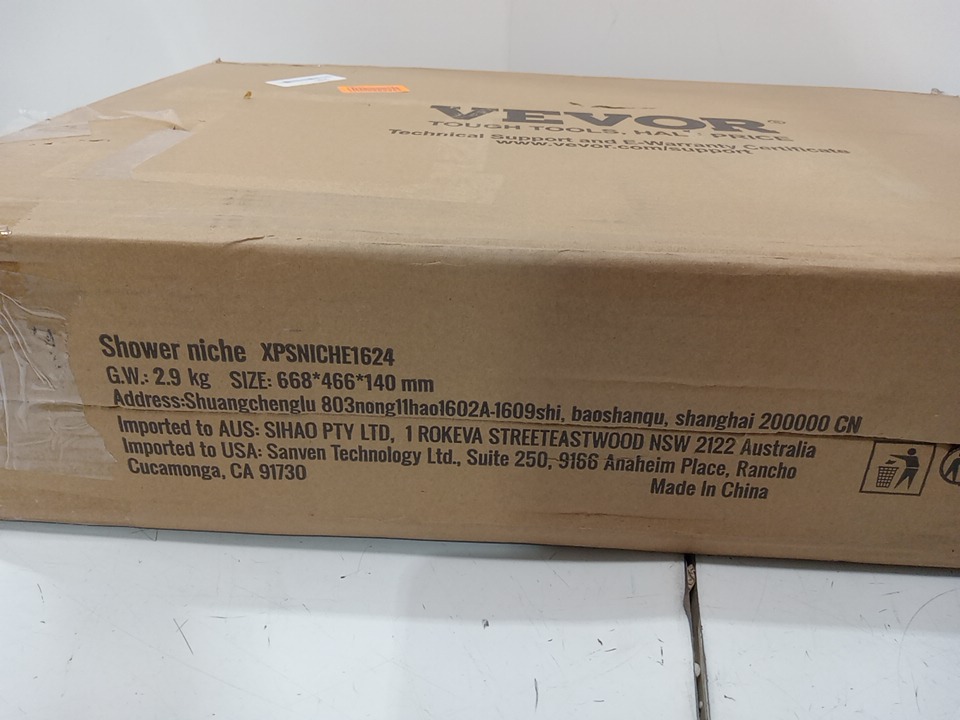 VEVOR®
TOUGH TOOLS, HALF PRICE
Technical Support and E-Warranty Certificate
www.vevor.com/support
Shower niche XPSNICHE1624
G.W.: 2.9 kg SIZE: 668*466*140 mm
Address:Shuangchenglu 803nong11hao1602A-1609shi, baoshanqu, shanghai 200000 CN
Imported to AUS: SIHAO PTY LTD, 1 ROKEVA STREETEASTWOOD NSW 2122 Australia
Imported to USA: Sanven Technology Ltd., Suite 250, 9166 Anaheim Place, Rancho
Cucamonga, CA 91730
Made In China